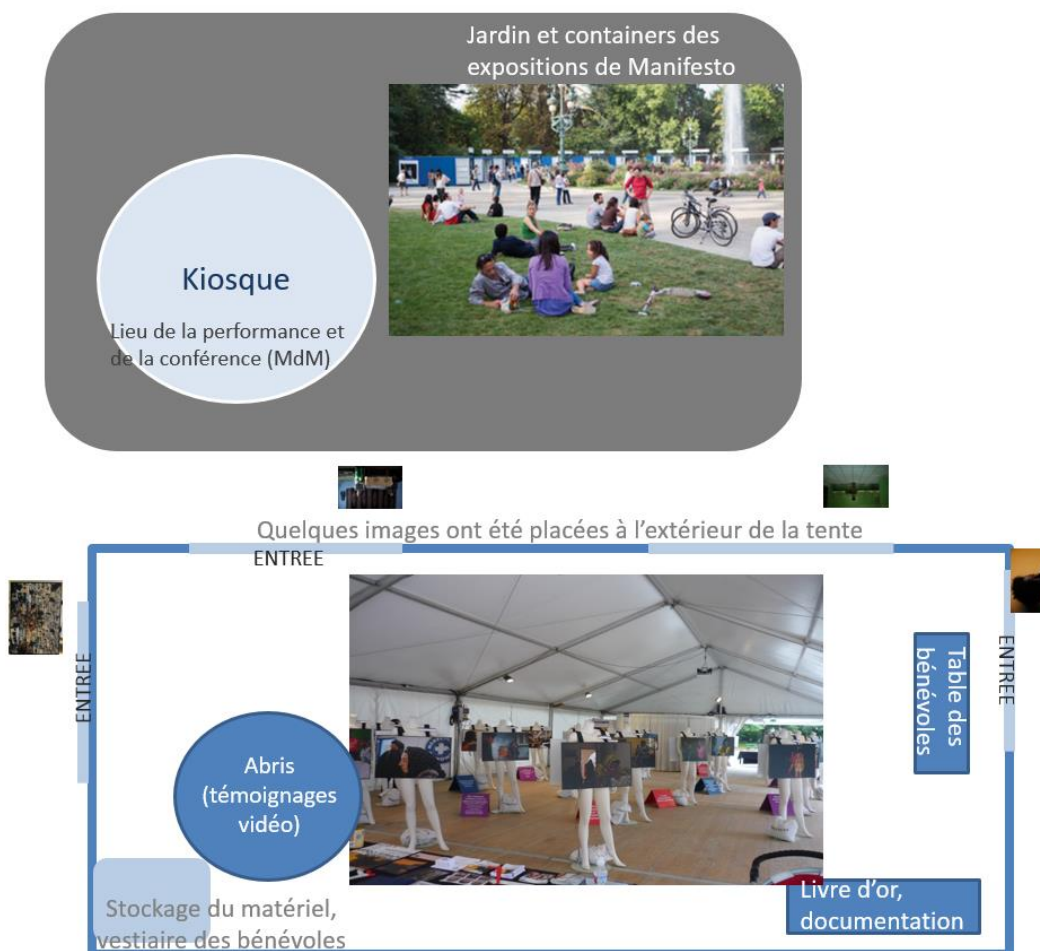 Jardin et containers des
expositions de Manifesto
Kiosque
Lieu de la performance et
de la conférence (MdM)
Quelques images ont été placées à l'extérieur de la tente
ENTREE
ENTREE
ENTREE
Table des
bénévoles
Abris
(témoignages
vidéo)
Livre d'or,
documentation
Stockage du matériel,
vestiaire des bénévoles